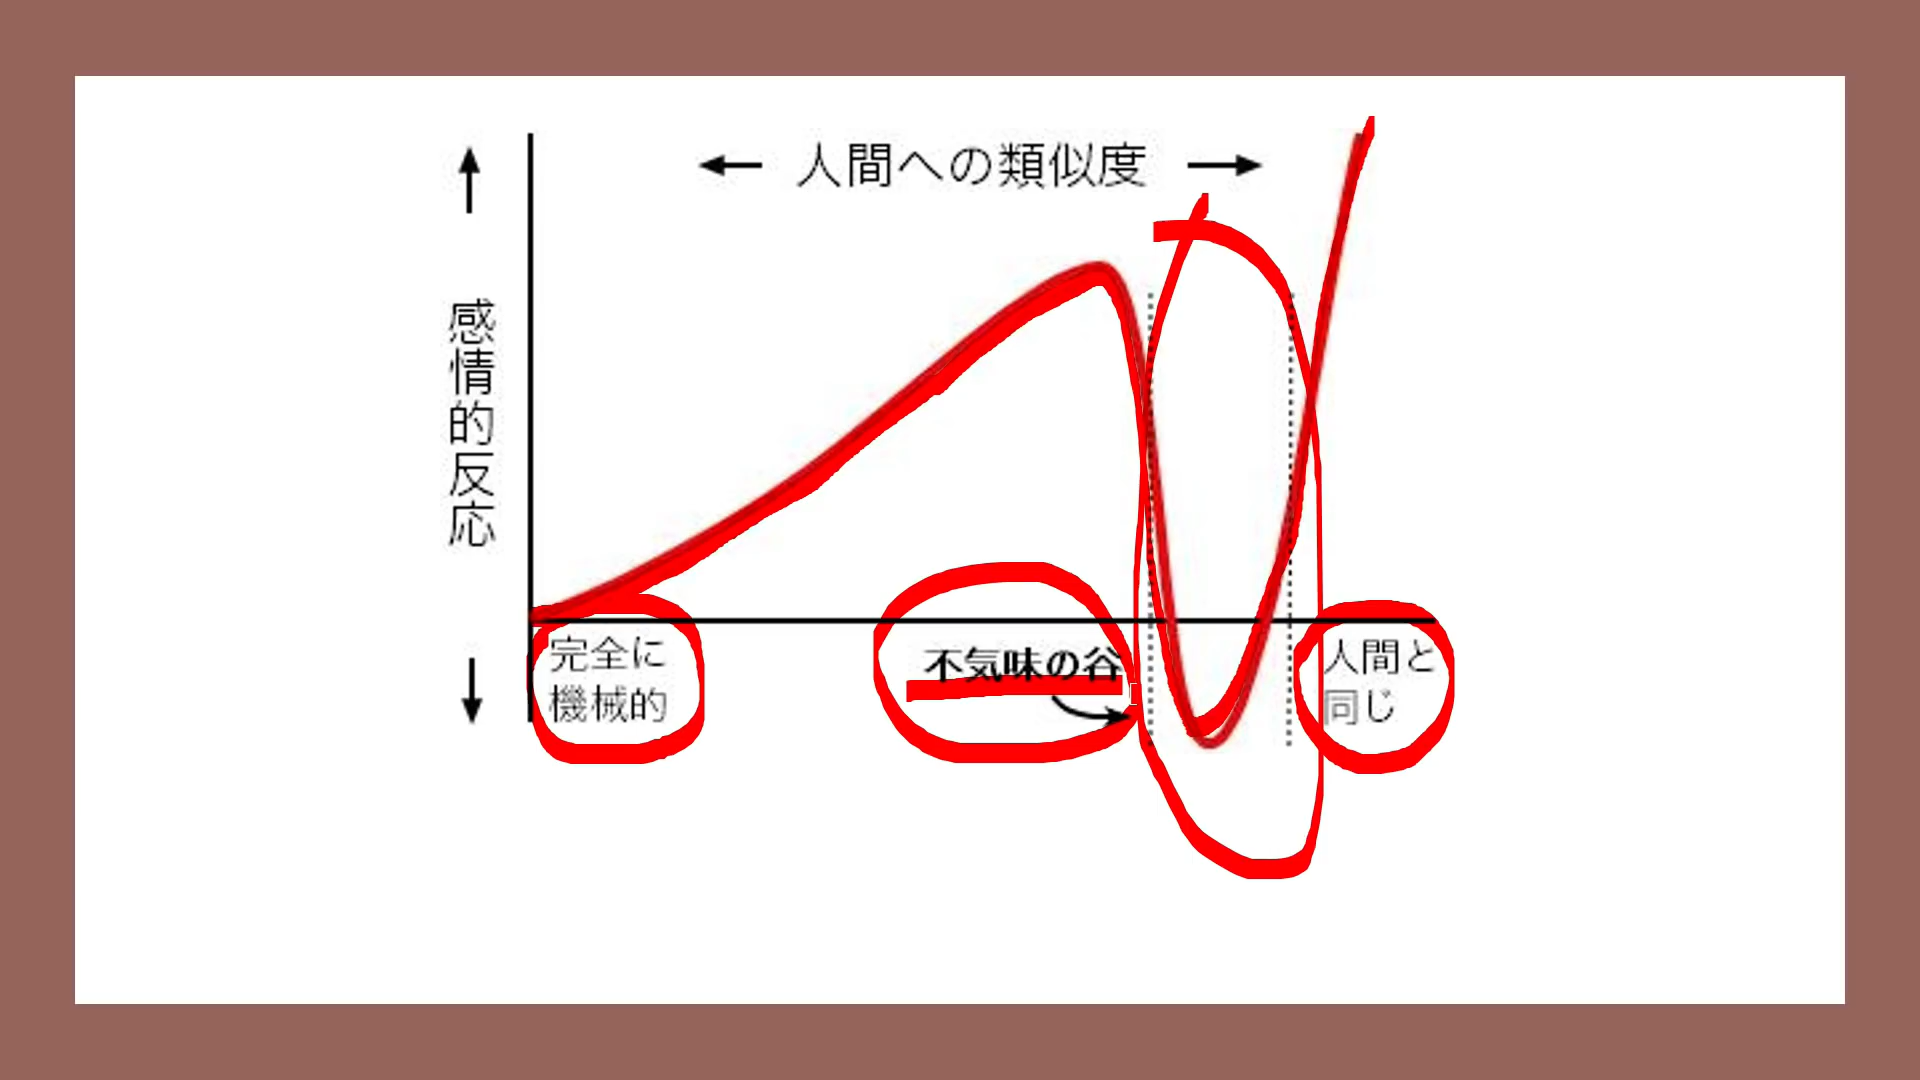 人間への類似度
感情的反応
完全に
機械的
不気味の谷
人間と
同じ